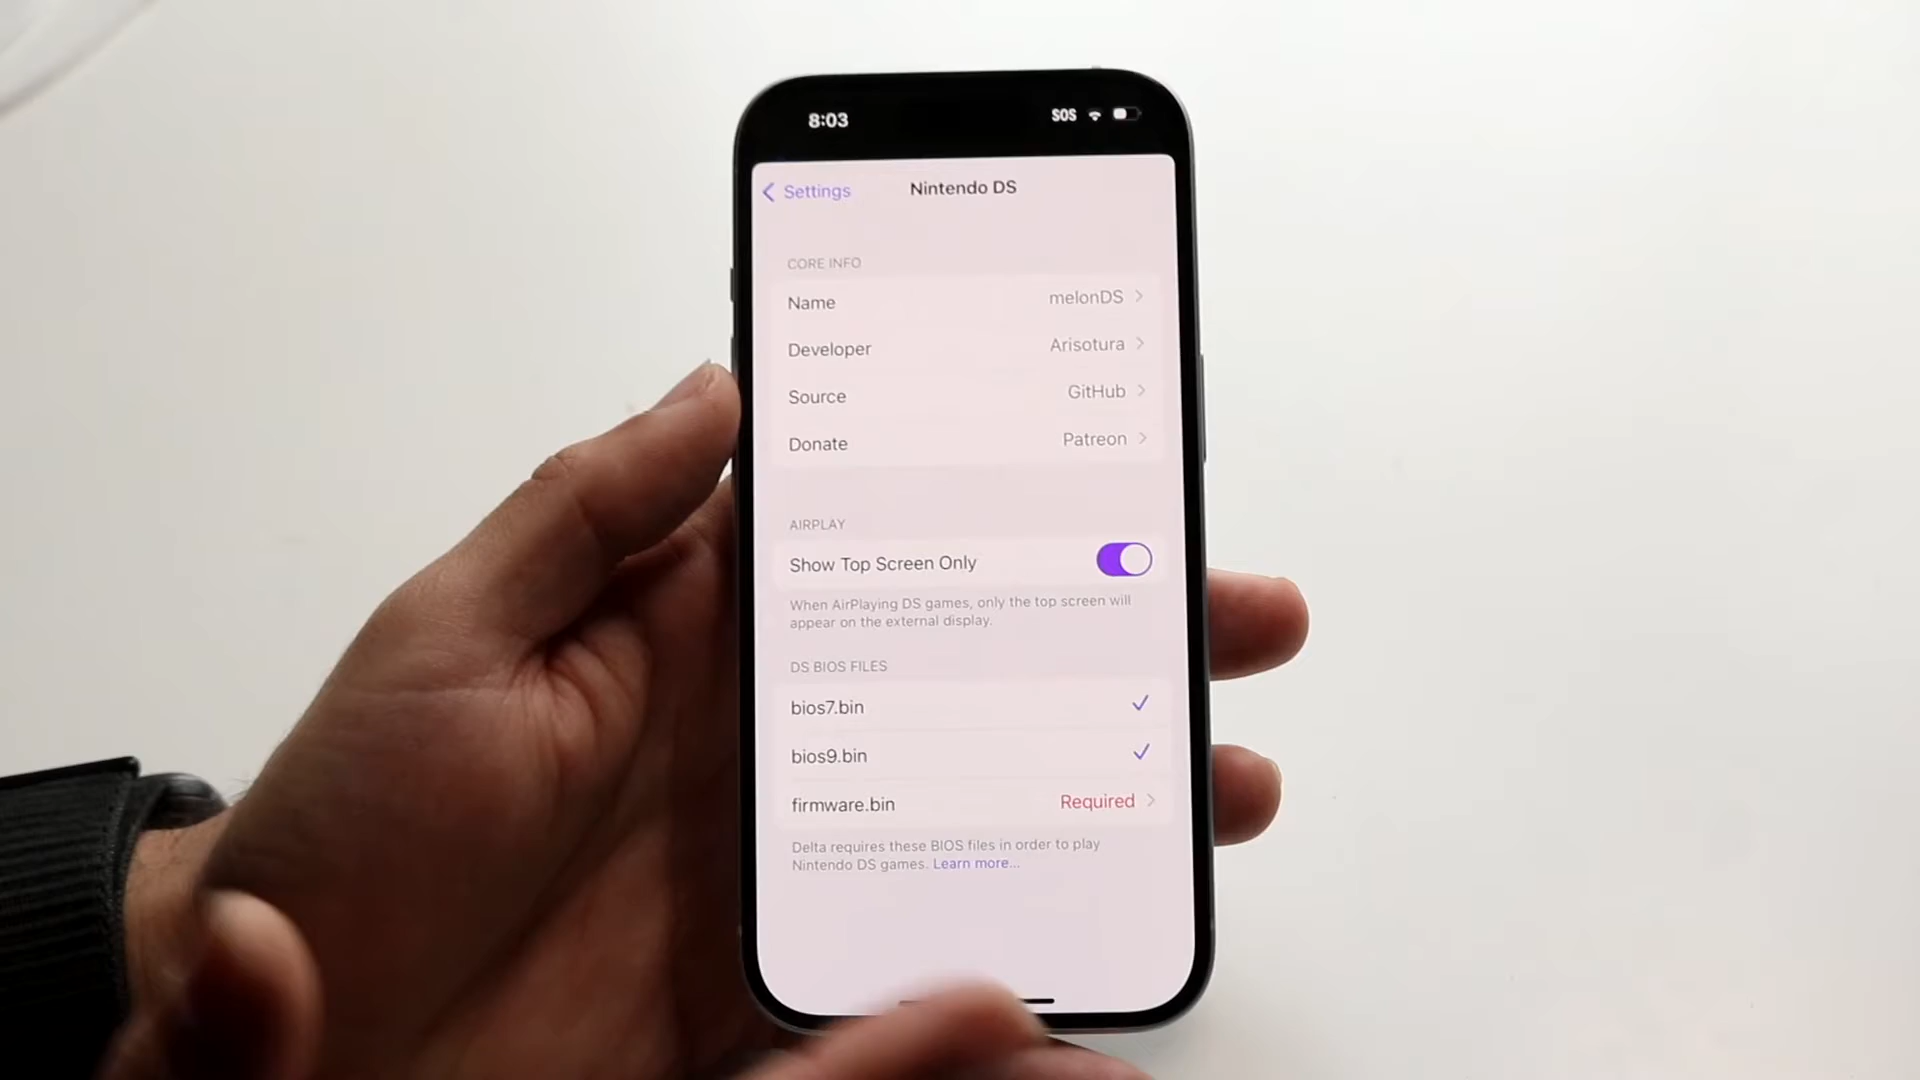 8:03
SOS
Settings
Nintendo DS
CORE INFO
Name melonDS
Developer Arisotura
Source GitHub
Donate Patreon
AIRPLAY
Show Top Screen Only
When AirPlaying DS games, only the top screen will
appear on the external display.
DS BIOS FILES
bios7.bin
bios9.bin
firmware.bin Required
Delta requires these BIOS files in order to play
Nintendo DS games. Learn more...